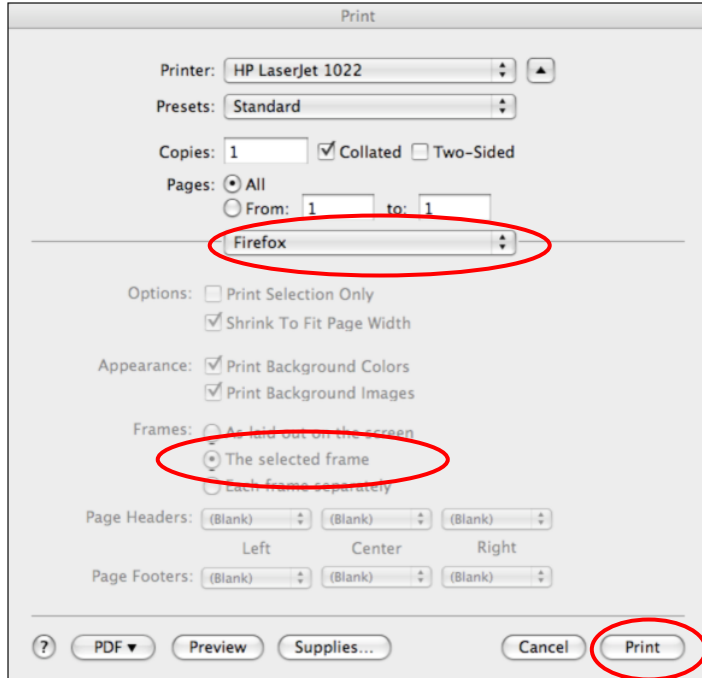 Print
Printer: HP LaserJet 1022
Presets: Standard
Copies: 1 Collated Two-Sided
Pages: All
From: 1 to: 1
Firefox
Options: Print Selection Only
Shrink To Fit Page Width
Appearance: Print Background Colors
Print Background Images
Frames: As laid out on the screen
The selected frame
Each frame separately
Page Headers: (Blank) (Blank) (Blank)
Left Center Right
Page Footers: (Blank) (Blank) (Blank)
? PDF Preview Supplies... Cancel Print